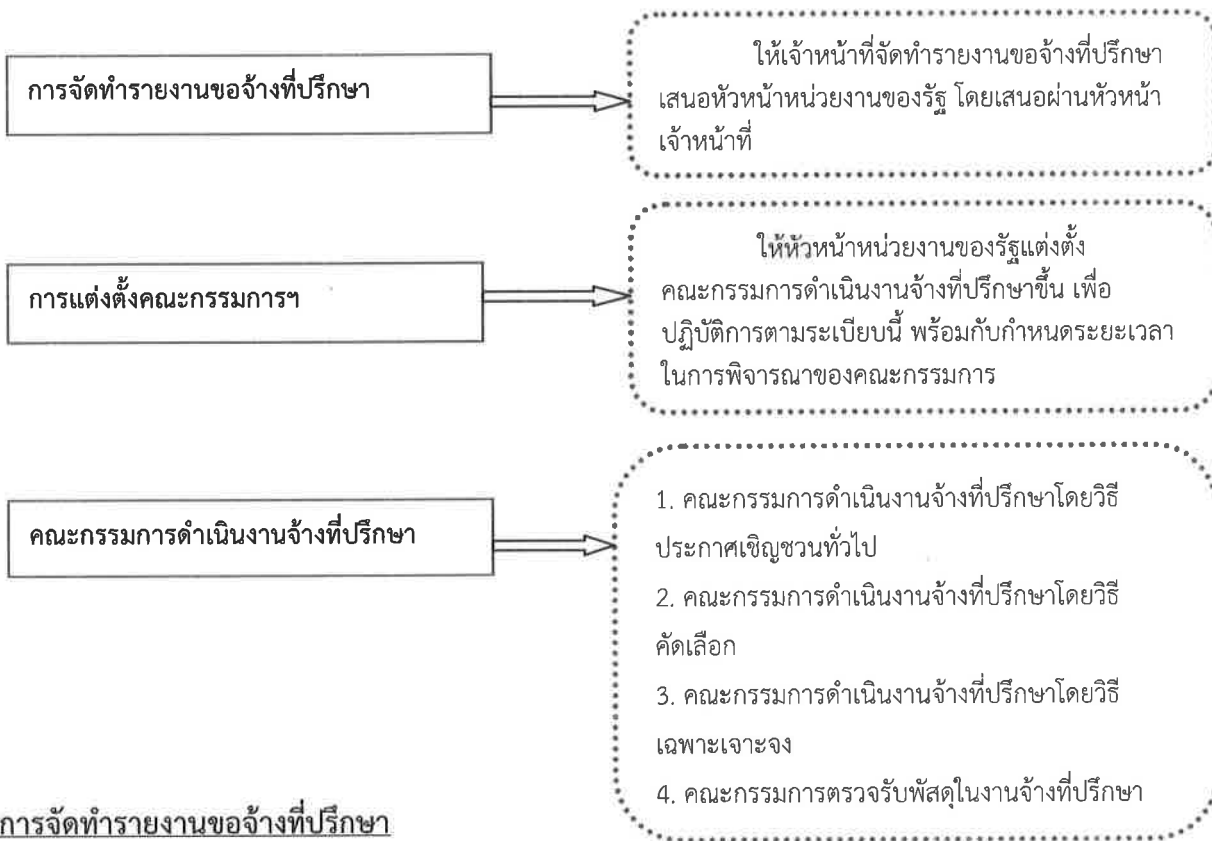 การจัดทำรายงานขอจ้างที่ปรึกษา
ให้เจ้าหน้าที่จัดทำรายงานขอจ้างที่ปรึกษา
เสนอหัวหน้าหน่วยงานของรัฐ โดยเสนอผ่านหัวหน้า
เจ้าหน้าที่
การแต่งตั้งคณะกรรมการฯ
ให้หัวหน้าหน่วยงานของรัฐแต่งตั้ง
คณะกรรมการดำเนินงานจ้างที่ปรึกษาขึ้น เพื่อ
ปฏิบัติการตามระเบียบนี้ พร้อมกับกำหนดระยะเวลา
ในการพิจารณาของคณะกรรมการ
คณะกรรมการดำเนินงานจ้างที่ปรึกษา
1. คณะกรรมการดำเนินงานจ้างที่ปรึกษาโดยวิธี
ประกาศเชิญชวนทั่วไป
2. คณะกรรมการดำเนินงานจ้างที่ปรึกษาโดยวิธี
คัดเลือก
3. คณะกรรมการดำเนินงานจ้างที่ปรึกษาโดยวิธี
เฉพาะเจาะจง
4. คณะกรรมการตรวจรับพัสดุในงานจ้างที่ปรึกษา
การจัดทำรายงานขอจ้างที่ปรึกษา